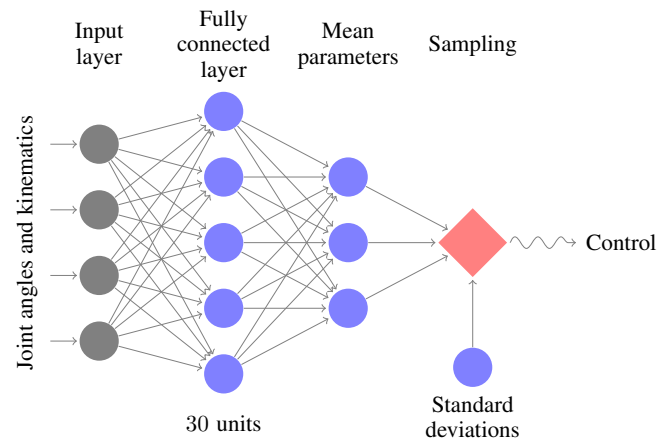 Input
layer
Fully
connected
layer
Mean
parameters
Sampling
Joint angles and kinematics
Control
30 units
Standard
deviations